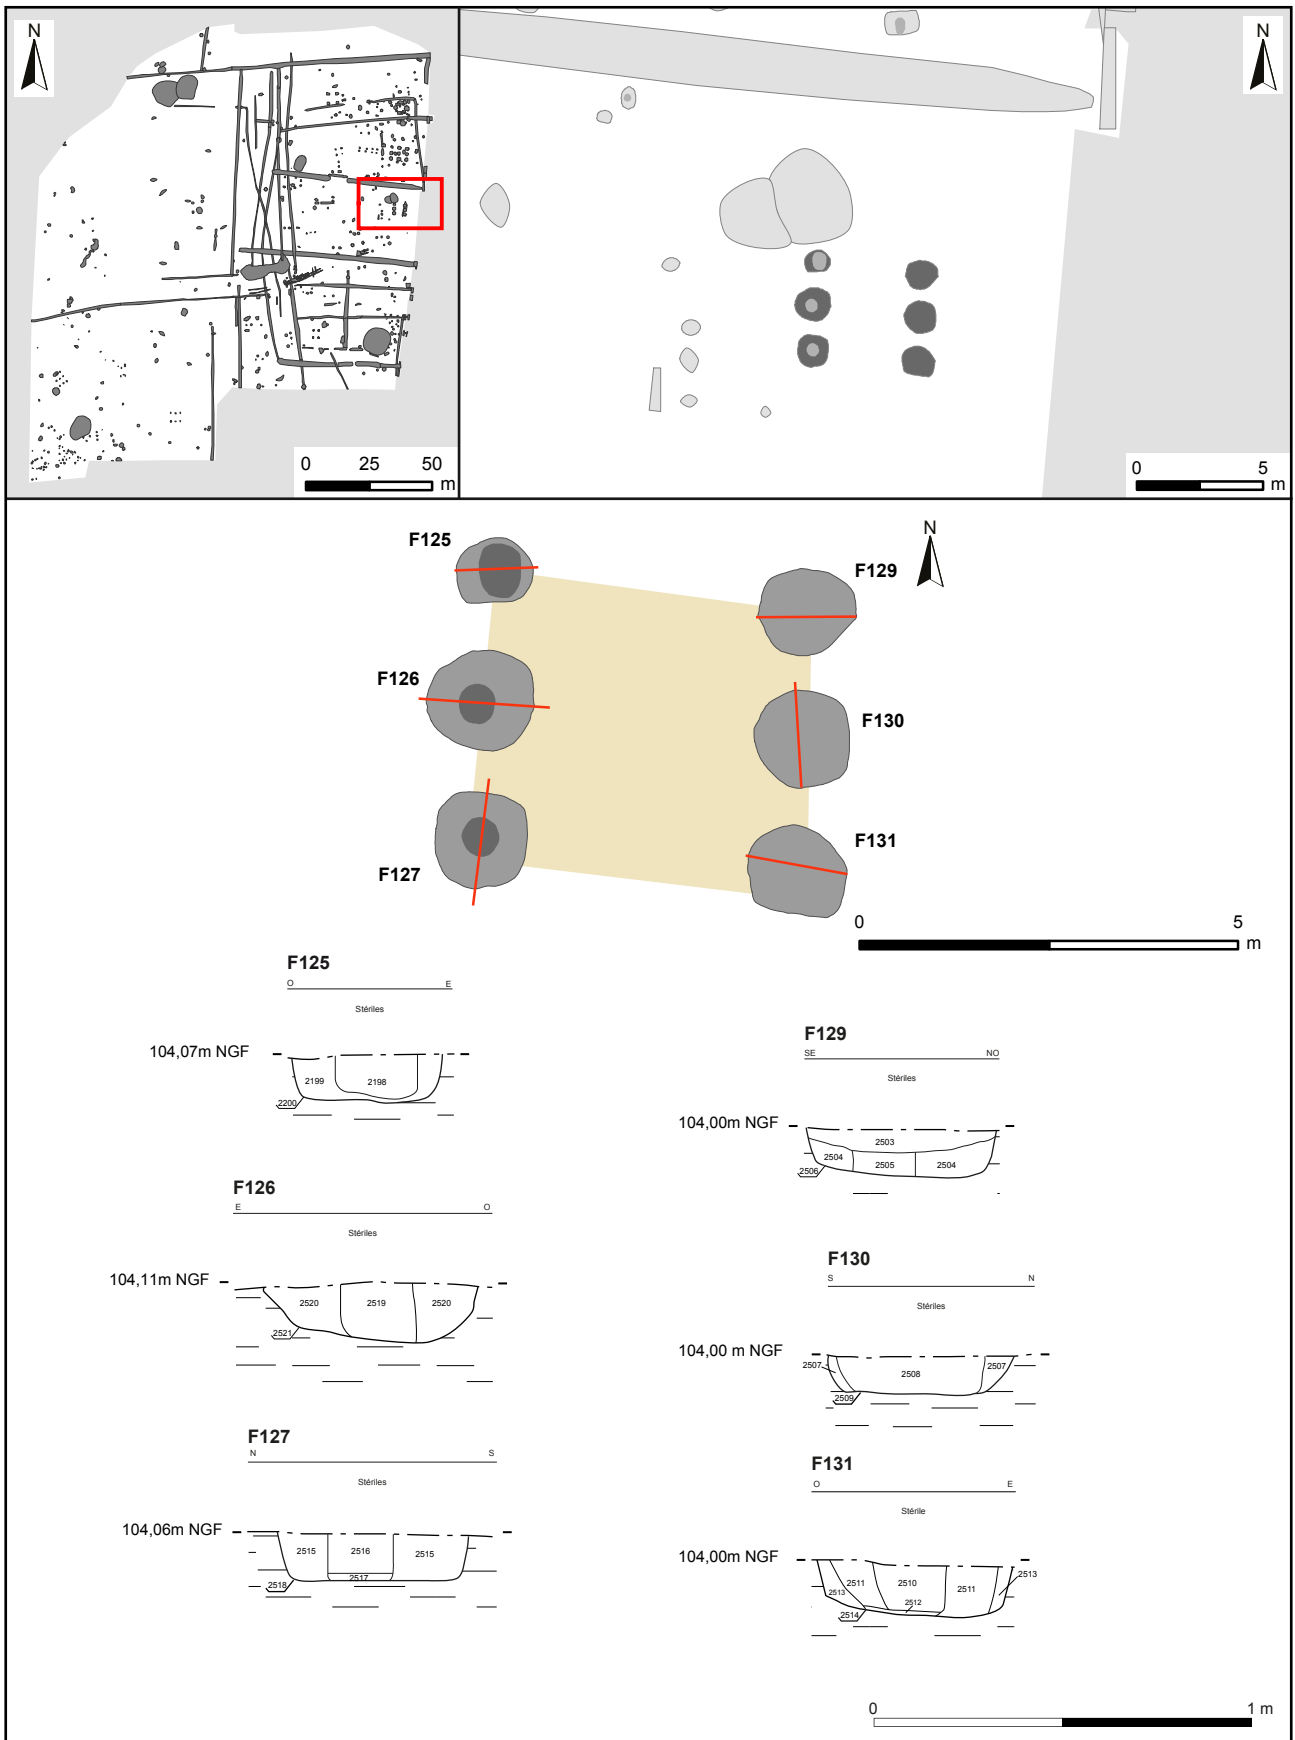 N
0 25 50
m
N
0 5
m
N
F125
F129
F126
F130
F131
F127
0 5
m
F125
O E
Stériles
104,07m NGF
2199 2198
2200
F129
SE NO
Stériles
104,00m NGF
2503
2504 2505 2504
2506
F126
E O
Stériles
104,11m NGF
2520 2519 2520
2521
F130
S N
Stériles
104,00 m NGF
2507 2508 2507
2509
F127
N S
Stériles
104,06m NGF
2515 2516 2515
2517
2518
F131
O E
Stérile
104,00m NGF
2513 2511 2510 2511 2513
2512
2514
0 1 m